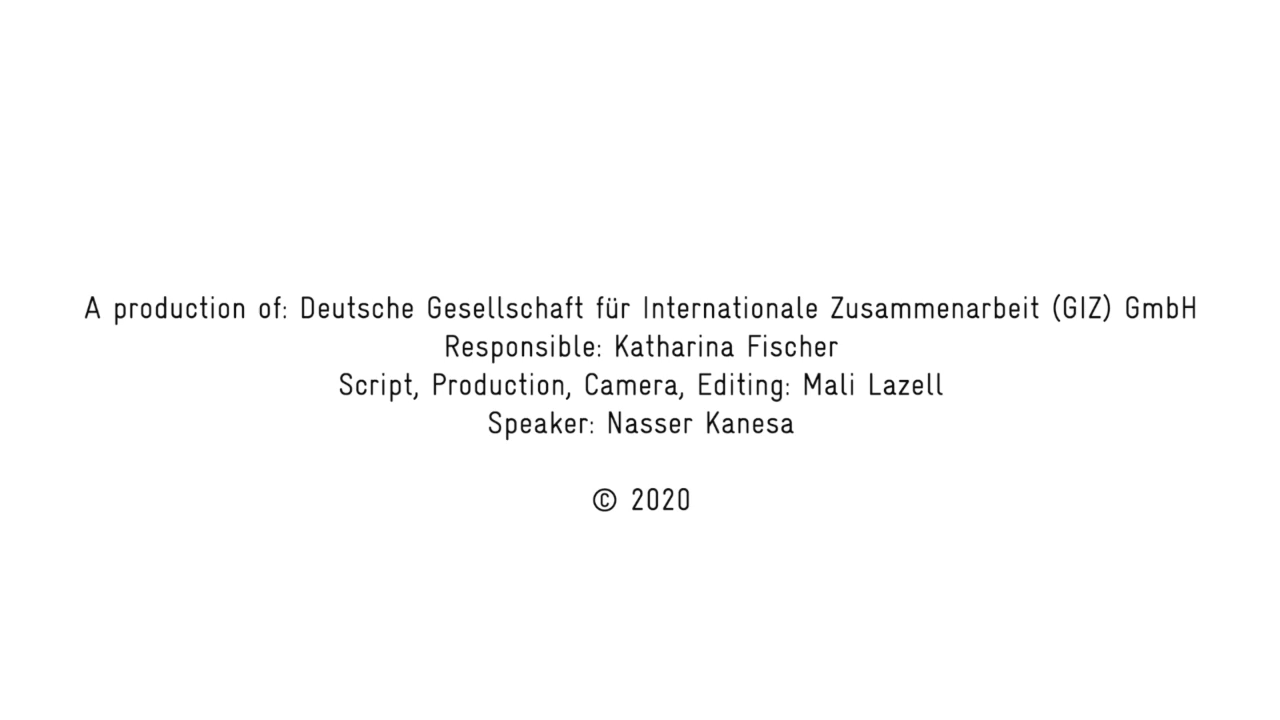 A production of: Deutsche Gesellschaft für Internationale Zusammenarbeit (GIZ) GmbH
Responsible: Katharina Fischer
Script, Production, Camera, Editing: Mali Lazell
Speaker: Nasser Kanesa
© 2020